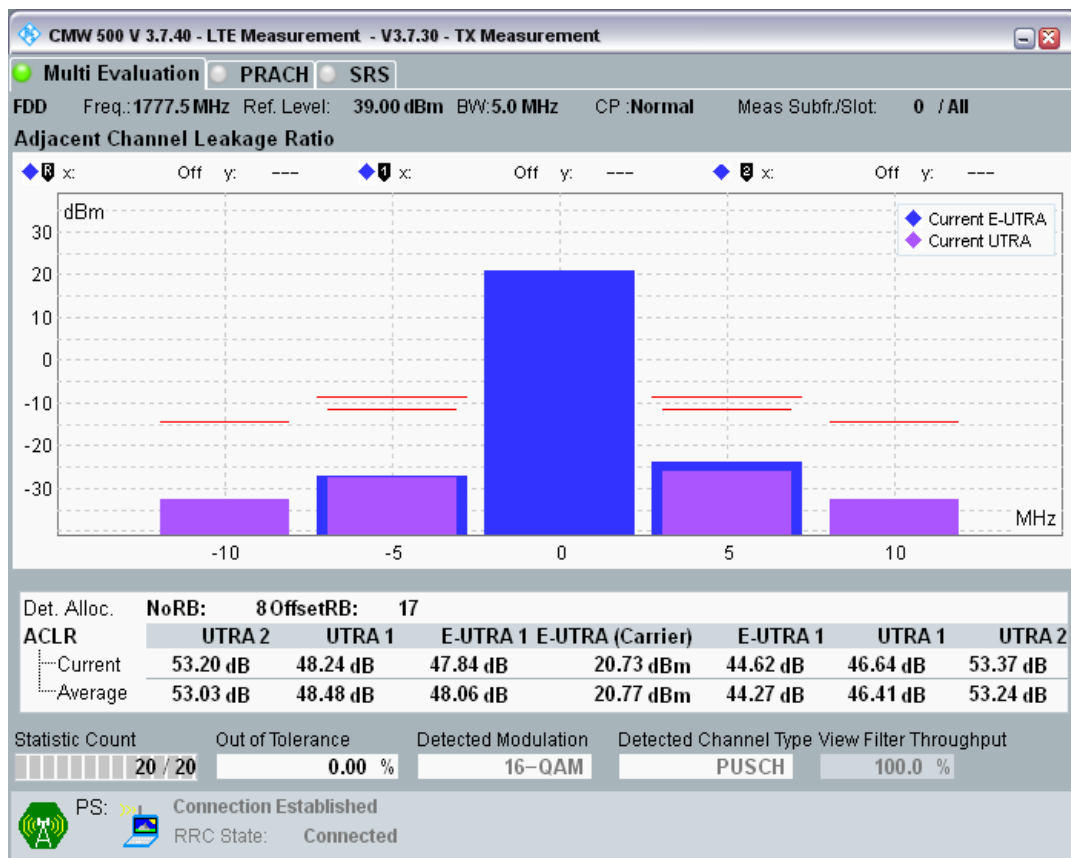 CMW 500 V 3.7.40 - LTE Measurement - V3.7.30 - TX Measurement
Multi Evaluation PRACH SRS
FDD Freq.: 1777.5 MHz Ref. Level: 39.00 dBm BW: 5.0 MHz CP : Normal Meas Subfr./Slot: 0 / All
Adjacent Channel Leakage Ratio
R x: Off y: --- 1 x: Off y: --- 2 x: Off y: ---
dBm
Current E-UTRA
Current UTRA
30
20
10
0
-10
-20
-30
MHz
-10 -5 0 5 10
Det. Alloc. NoRB: 8 OffsetRB: 17
ACLR UTRA 2 UTRA 1 E-UTRA 1 E-UTRA (Carrier) E-UTRA 1 UTRA 1 UTRA 2
Current 53.20 dB 48.24 dB 47.84 dB 20.73 dBm 44.62 dB 46.64 dB 53.37 dB
Average 53.03 dB 48.48 dB 48.06 dB 20.77 dBm 44.27 dB 46.41 dB 53.24 dB
Statistic Count Out of Tolerance Detected Modulation Detected Channel Type View Filter Throughput
20 / 20 0.00 % 16-QAM PUSCH 100.0 %
PS: Connection Established
RRC State: Connected